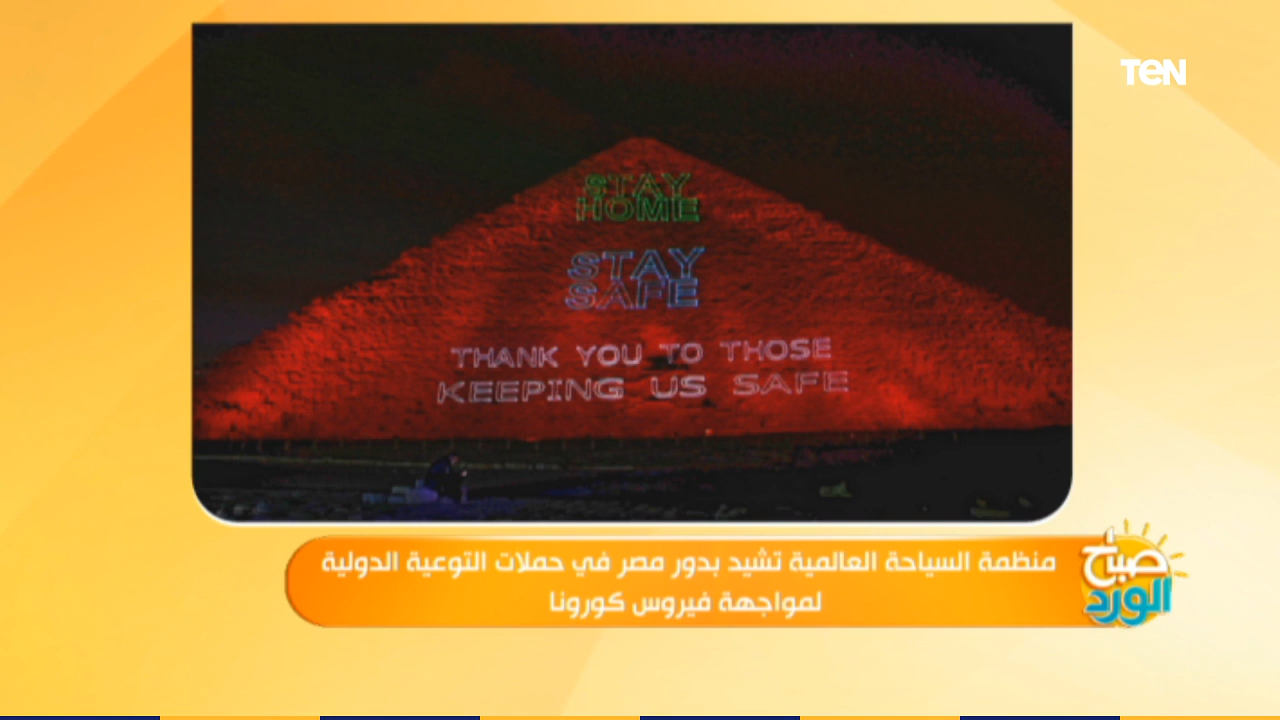 TEN
STAY
HOME
STAY
SAFE
THANK YOU TO THOSE
KEEPING US SAFE
منظمة السياحة العالمية تشيد بدور مصر في حملات التوعية الدولية
لمواجهة فيروس كورونا
صباح
الورد